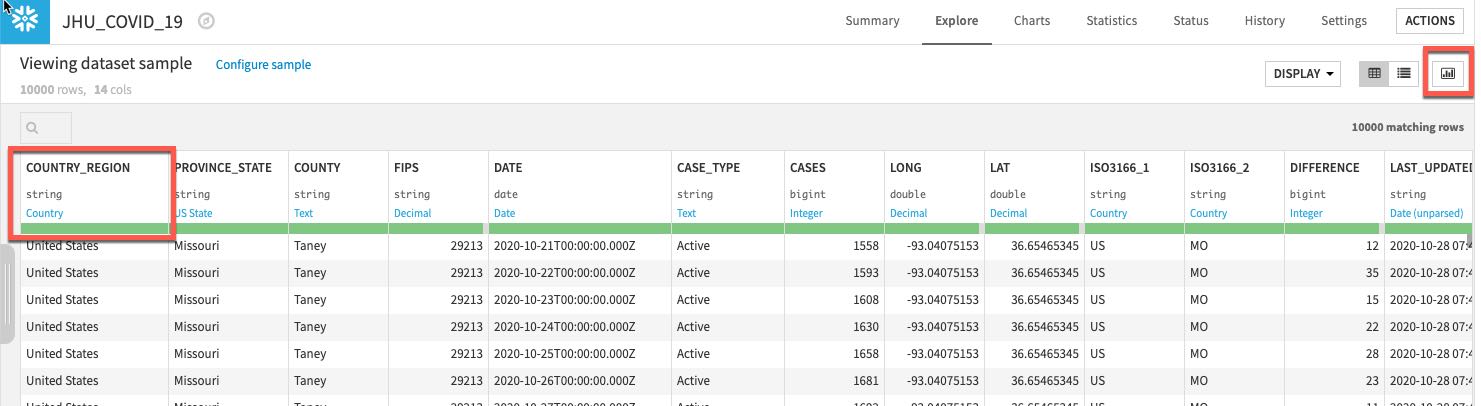 JHU_COVID_19 Summary Explore Charts Statistics Status History Settings ACTIONS
Viewing dataset sample Configure sample DISPLAY
10000 rows, 14 cols
10000 matching rows
COUNTRY_REGION PROVINCE_STATE COUNTY FIPS DATE CASE_TYPE CASES LONG LAT ISO3166_1 ISO3166_2 DIFFERENCE LAST_UPDATED
string string string string date string bigint double double string string bigint string
Country US State Text Decimal Date Text Integer Decimal Decimal Country Country Integer Date (unparsed)
United States Missouri Taney 29213 2020-10-21T00:00:00.000Z Active 1558 -93.04075153 36.65465345 US MO 12 2020-10-28 07:4
United States Missouri Taney 29213 2020-10-22T00:00:00.000Z Active 1593 -93.04075153 36.65465345 US MO 35 2020-10-28 07:4
United States Missouri Taney 29213 2020-10-23T00:00:00.000Z Active 1608 -93.04075153 36.65465345 US MO 15 2020-10-28 07:4
United States Missouri Taney 29213 2020-10-24T00:00:00.000Z Active 1630 -93.04075153 36.65465345 US MO 22 2020-10-28 07:4
United States Missouri Taney 29213 2020-10-25T00:00:00.000Z Active 1658 -93.04075153 36.65465345 US MO 28 2020-10-28 07:4
United States Missouri Taney 29213 2020-10-26T00:00:00.000Z Active 1681 -93.04075153 36.65465345 US MO 23 2020-10-28 07:4